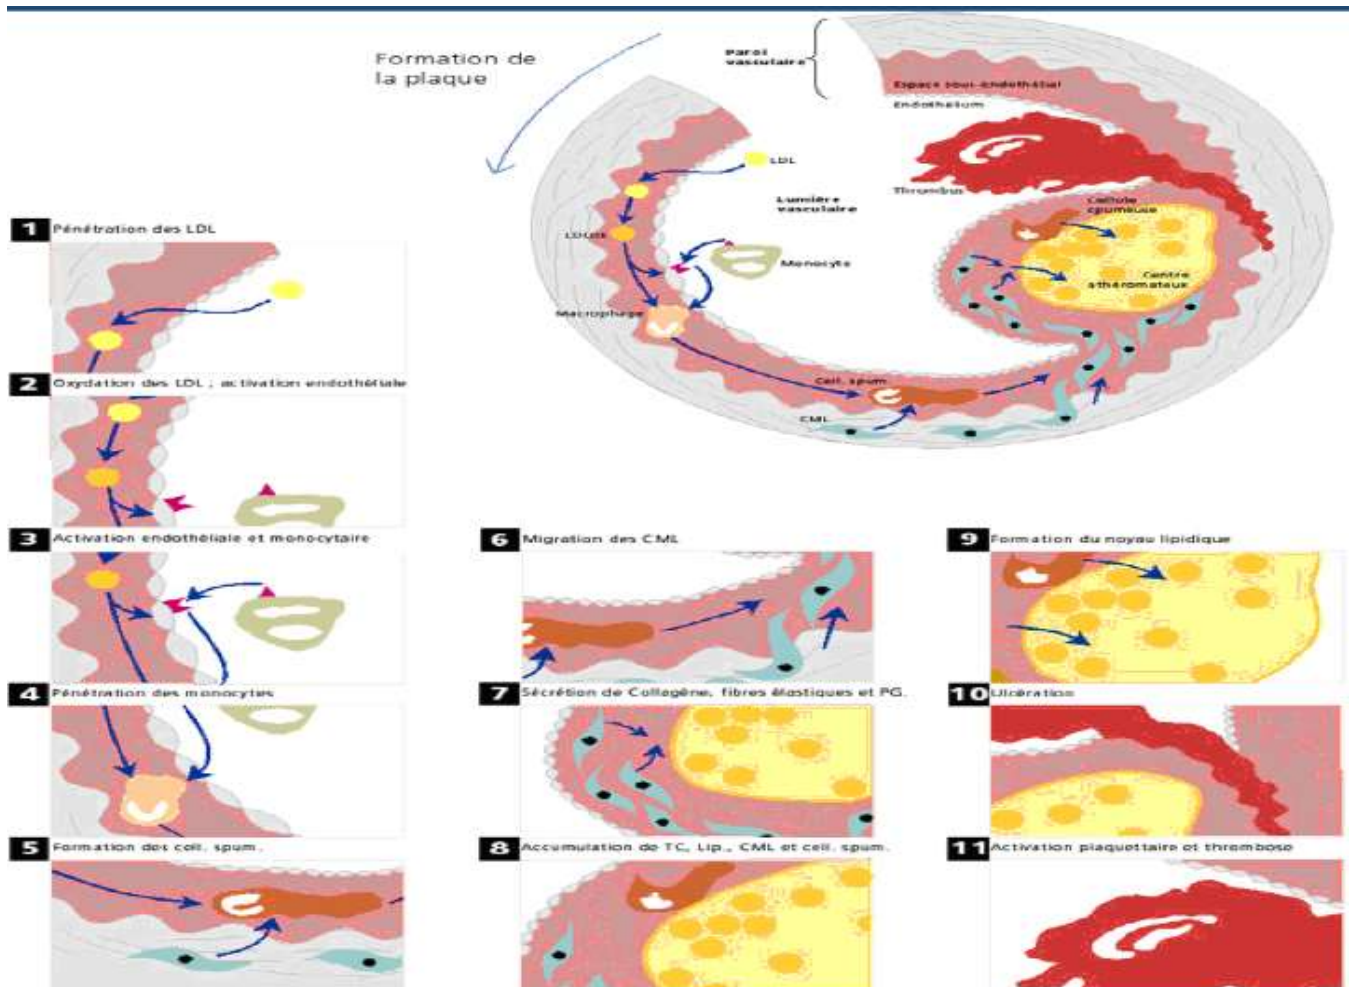 Formation de
la plaque
Paroi
vasculaire
Espace sous-endothélial
Endothelium
LDL
Thrombus
Cellule
spumeuse
Lumière
vasculaire
Monocyte
Centre
athéromateux
Macrophage
Cell. spum
CML
1 Pénétration des LDL
2 Oxydation des LDL ; activation endothéliale
3 Activation endothéliale et monocytaire
4 Pénétration des monocytes
5 Formation des cell. spum.
6 Migration des CML
7 Sécrétion de Collagène, fibres élastiques et PG.
8 Accumulation de TC, Lip., CML et cell. spum.
9 Formation du noyau lipidique
10 Ulcération
11 Activation plaquettaire et thrombose